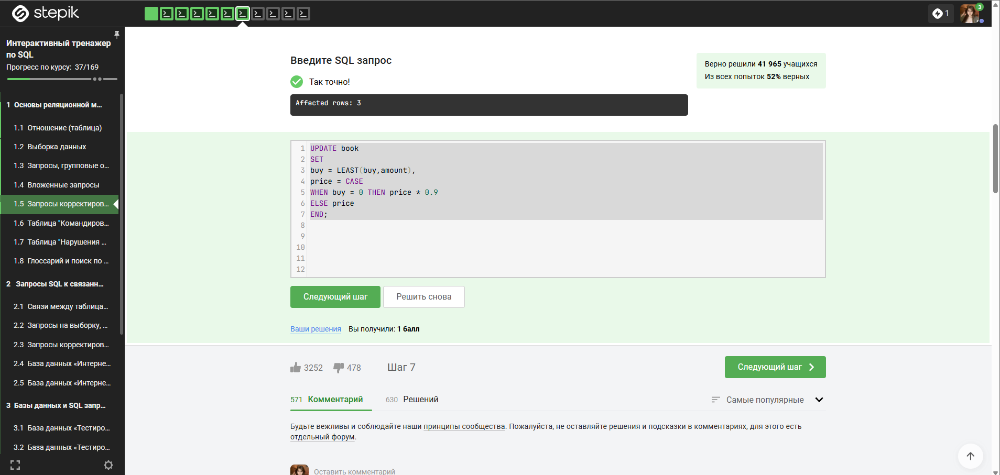 stepik
1
3
Интерактивный тренажер
по SQL
Прогресс по курсу: 37/169
1 Основы реляционной м...
1.1 Отношение (таблица)
1.2 Выборка данных
1.3 Запросы, групповые о...
1.4 Вложенные запросы
1.5 Запросы корректиров...
1.6 Таблица "Командиров...
1.7 Таблица "Нарушения ...
1.8 Глоссарий и поиск по ...
2 Запросы SQL к связанн...
2.1 Связи между таблица...
2.2 Запросы на выборку, ...
2.3 Запросы корректиров...
2.4 База данных «Интерне...
2.5 База данных «Интерне...
3 Базы данных и SQL запр...
3.1 База данных «Тестиро...
3.2 База данных «Тестиро...
Введите SQL запрос
Так точно!
Affected rows: 3
Верно решили 41 965 учащихся
Из всех попыток 52% верных
1 UPDATE book
2 SET
3 buy = LEAST(buy,amount),
4 price = CASE
5 WHEN buy = 0 THEN price * 0.9
6 ELSE price
7 END;
8
9
10
11
12
Следующий шаг
Решить снова
Ваши решения Вы получили: 1 балл
3252 478 Шаг 7
Следующий шаг
571 Комментарий 630 Решений
Самые популярные
Будьте вежливы и соблюдайте наши принципы сообщества. Пожалуйста, не оставляйте решения и подсказки в комментариях, для этого есть
отдельный форум.
Оставить комментарий